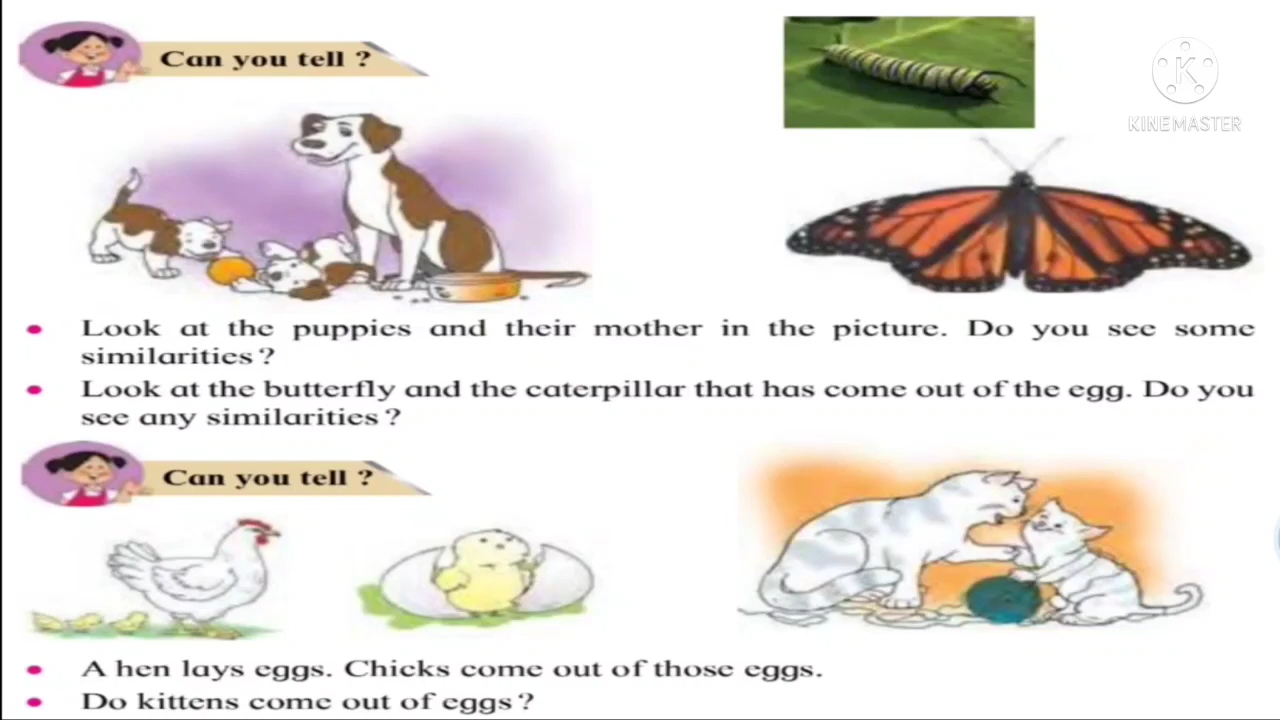 Can you tell ?
KINEMASTER
• Look at the puppies and their mother in the picture. Do you see some
similarities ?
• Look at the butterfly and the caterpillar that has come out of the egg. Do you
see any similarities ?
Can you tell ?
• A hen lays eggs. Chicks come out of those eggs.
• Do kittens come out of eggs ?